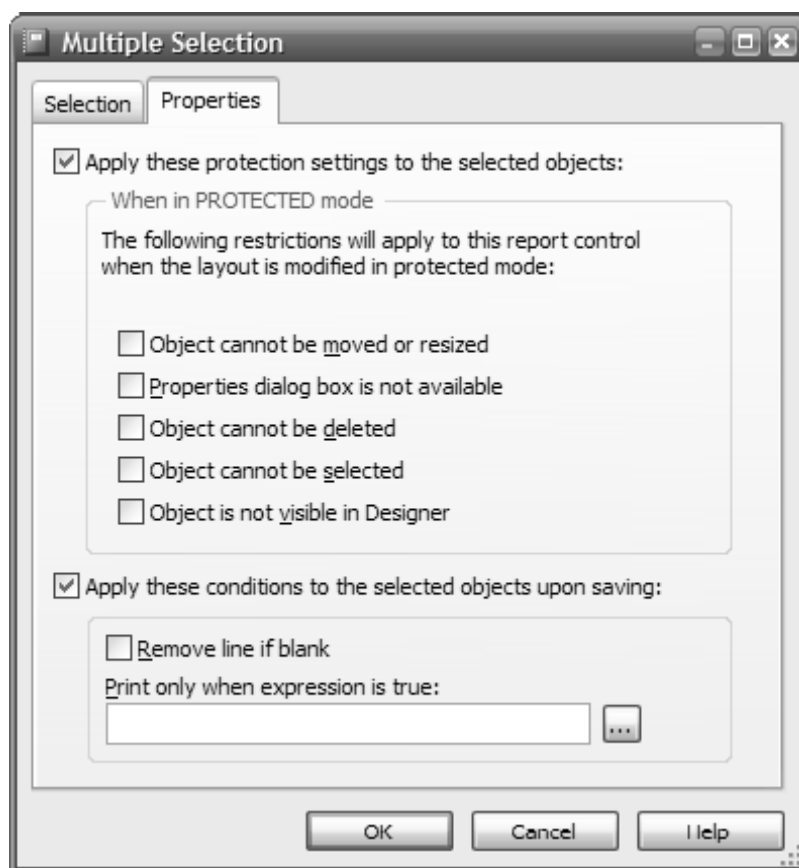 Multiple Selection
Selection
Properties
Apply these protection settings to the selected objects:
When in PROTECTED mode
The following restrictions will apply to this report control
when the layout is modified in protected mode:
Object cannot be moved or resized
Properties dialog box is not available
Object cannot be deleted
Object cannot be selected
Object is not visible in Designer
Apply these conditions to the selected objects upon saving:
Remove line if blank
Print only when expression is true:
...
OK
Cancel
Help